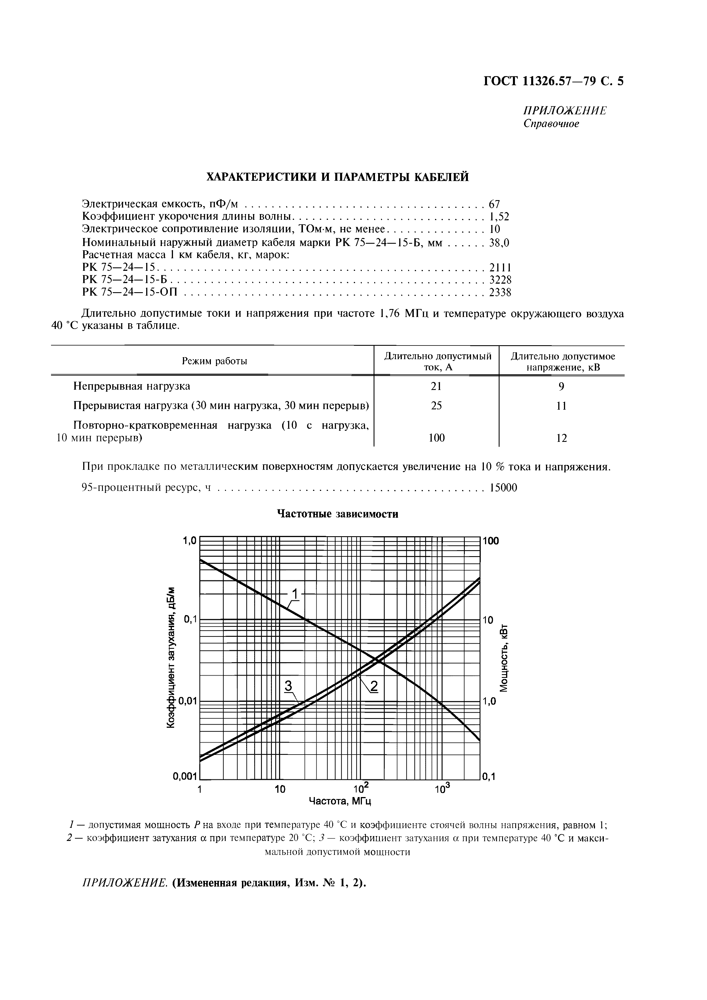 ГОСТ 11326.57—79 С. 5
ПРИЛОЖЕНИЕ
Справочное
ХАРАКТЕРИСТИКИ И ПАРАМЕТРЫ КАБЕЛЕЙ
Электрическая емкость, пФ/м . . . . . . . . . . 67
Коэффициент укорочения длины волны. . . . . . . . . . 1,52
Электрическое сопротивление изоляции, ТОм·м, не менее. . . . . . . . . . 10
Номинальный наружный диаметр кабеля марки РК 75—24—15-Б, мм . . . . . . 38,0
Расчетная масса 1 км кабеля, кг, марок:
РК 75—24—15. . . . . . . . . . 2111
РК 75—24—15-Б . . . . . . . . . . 3228
РК 75—24—15-ОП . . . . . . . . . . 2338
Длительно допустимые токи и напряжения при частоте 1,76 МГц и температуре окружающего воздуха
40 °С указаны в таблице.
Режим работы
Длительно допустимый
ток, А
Длительно допустимое
напряжение, кВ
Непрерывная нагрузка 21 9
Прерывистая нагрузка (30 мин нагрузка, 30 мин перерыв) 25 11
Повторно-кратковременная нагрузка (10 с нагрузка,
10 мин перерыв) 100 12
При прокладке по металлическим поверхностям допускается увеличение на 10 % тока и напряжения.
95-процентный ресурс, ч . . . . . . . . . . 15000
Частотные зависимости
Коэффициент затухания, дБ/м
1,0
0,1
0,01
0,001
1
3
2
100
10
1,0
0,1
Мощность, кВт
1 10 10² 10³
Частота, МГц
1 — допустимая мощность Р на входе при температуре 40 °С и коэффициенте стоячей волны напряжения, равном 1;
2 — коэффициент затухания α при температуре 20 °С; 3 — коэффициент затухания α при температуре 40 °С и макси-
мальной допустимой мощности
ПРИЛОЖЕНИЕ. (Измененная редакция, Изм. № 1, 2).